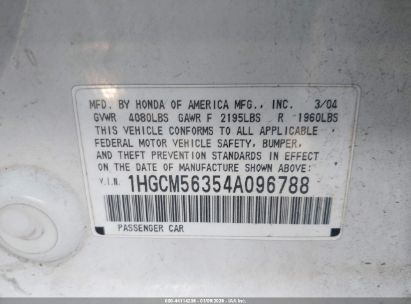 MFD. BY HONDA OF AMERICA MFG., INC. 3/04
GVWR 4080LBS GAWR F 2195LBS R 1960LBS
THIS VEHICLE CONFORMS TO ALL APPLICABLE
FEDERAL MOTOR VEHICLE SAFETY, BUMPER,
AND THEFT PREVENTION STANDARDS IN EFFECT
ON THE DATE OF MANUFACTURE SHOWN ABOVE.
V.I.N. 1HGCM56354A096788
PASSENGER CAR